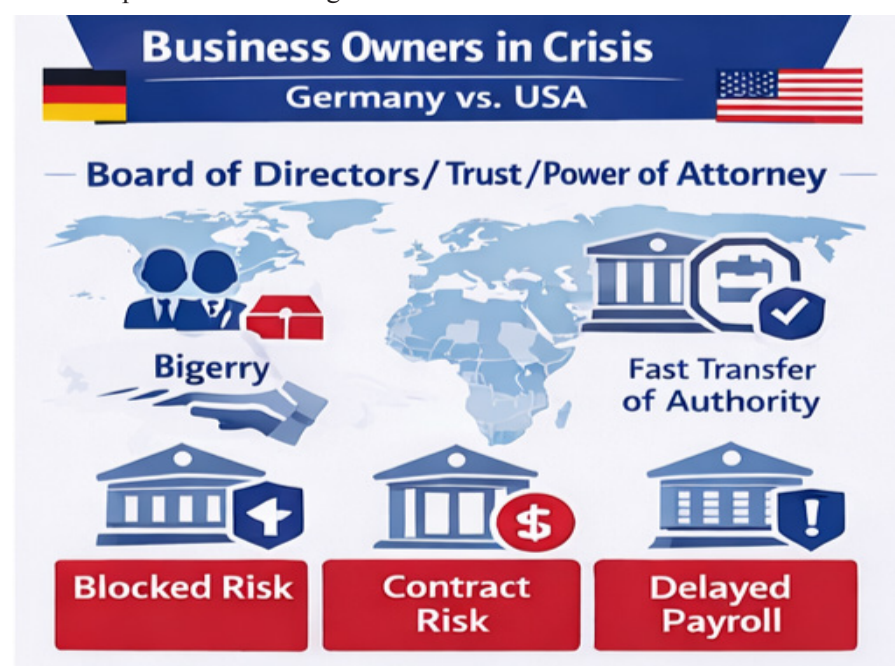 Business Owners in Crisis
Germany vs. USA
Board of Directors/Trust/Power of Attorney
Bigerry
Fast Transfer
of Authority
$
!
Blocked Risk
Contract
Risk
Delayed
Payroll